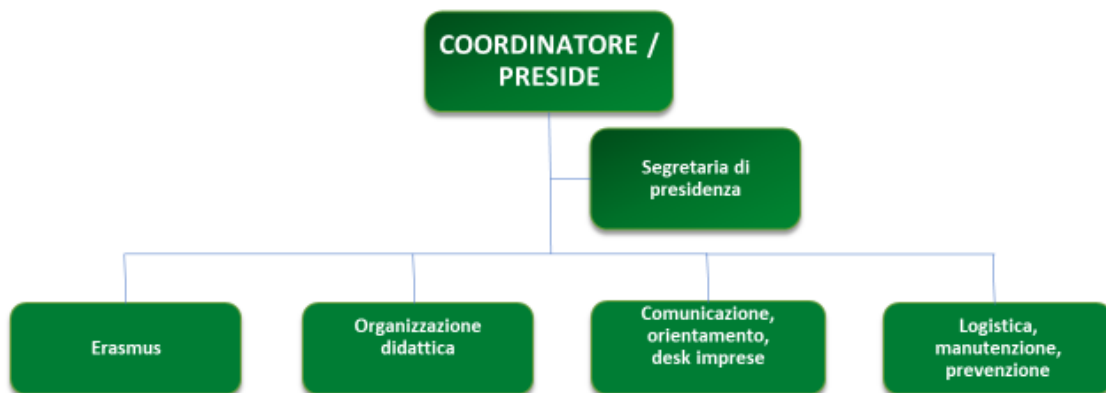 COORDINATORE /
PRESIDE
Segretaria di
presidenza
Erasmus
Organizzazione
didattica
Comunicazione,
orientamento,
desk imprese
Logistica,
manutenzione,
prevenzione